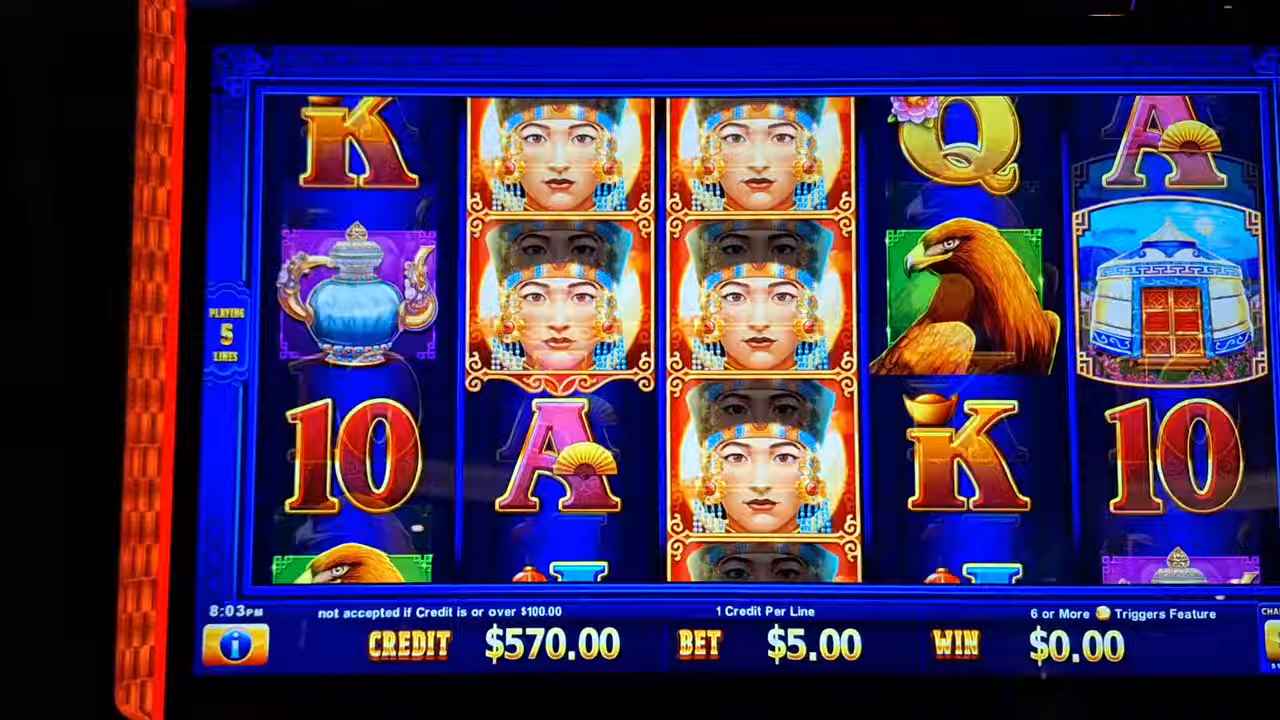 K Q A
PLAYING
5
LINES
10 A K 10
8:03PM
not accepted if Credit is or over $100.00
1 Credit Per Line
6 or More Triggers Feature
CREDIT $570.00 BET $5.00 WIN $0.00